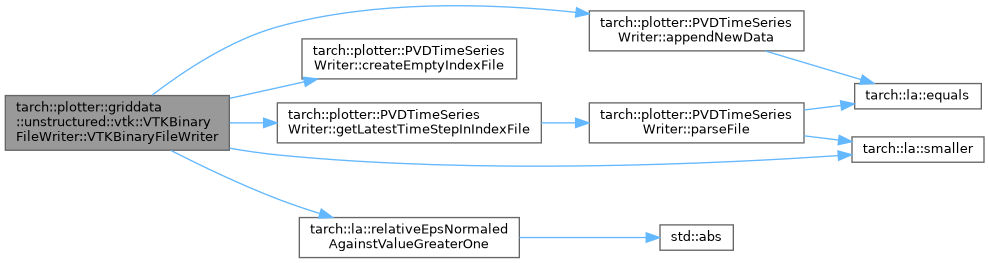 tarch::plotter::griddata
::unstructured::vtk::VTKBinary
FileWriter::VTKBinaryFileWriter
tarch::plotter::PVDTimeSeries
Writer::appendNewData
tarch::plotter::PVDTimeSeries
Writer::createEmptyIndexFile
tarch::plotter::PVDTimeSeries
Writer::getLatestTimeStepInIndexFile
tarch::plotter::PVDTimeSeries
Writer::parseFile
tarch::la::equals
tarch::la::smaller
tarch::la::relativeEpsNormaled
AgainstValueGreaterOne
std::abs